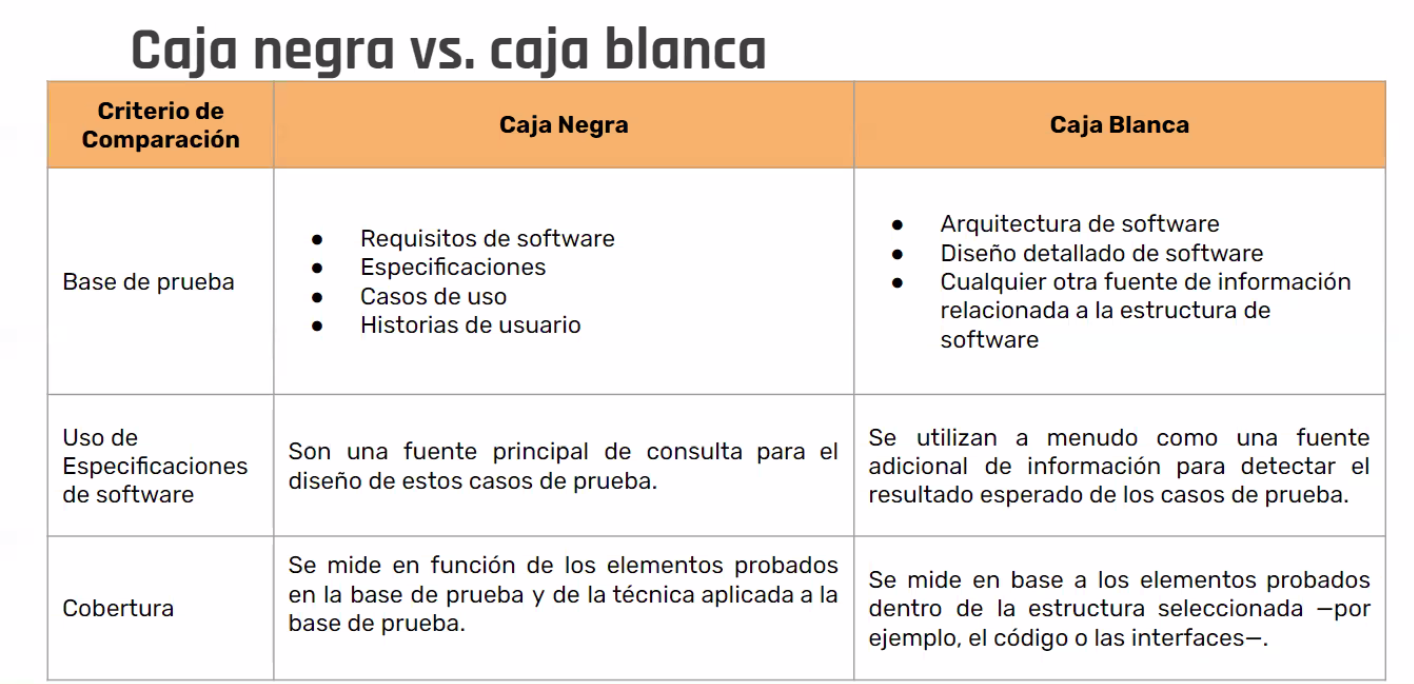 Caja negra vs. caja blanca
Criterio de
Comparación
Caja Negra
Caja Blanca
Base de prueba
● Requisitos de software
● Especificaciones
● Casos de uso
● Historias de usuario
● Arquitectura de software
● Diseño detallado de software
● Cualquier otra fuente de información
relacionada a la estructura de
software
Uso de
Especificaciones
de software
Son una fuente principal de consulta para el
diseño de estos casos de prueba.
Se utilizan a menudo como una fuente
adicional de información para detectar el
resultado esperado de los casos de prueba.
Cobertura
Se mide en función de los elementos probados
en la base de prueba y de la técnica aplicada a la
base de prueba.
Se mide en base a los elementos probados
dentro de la estructura seleccionada —por
ejemplo, el código o las interfaces—.